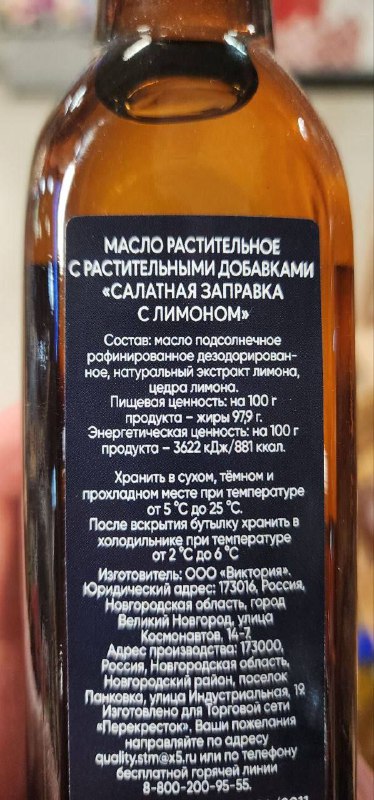 МАСЛО РАСТИТЕЛЬНОЕ
С РАСТИТЕЛЬНЫМИ ДОБАВКАМИ
«САЛАТНАЯ ЗАПРАВКА
С ЛИМОНОМ»
Состав: масло подсолнечное
рафинированное дезодорирован-
ное, натуральный экстракт лимона,
цедра лимона.
Пищевая ценность: на 100 г
продукта – жиры 97,9 г.
Энергетическая ценность: на 100 г
продукта – 3622 кДж/881 ккал.
Хранить в сухом, тёмном и
прохладном месте при температуре
от 5 °С до 25 °С.
После вскрытия бутылку хранить в
холодильнике при температуре
от 2 °С до 6 °С
Изготовитель: ООО «Виктория».
Юридический адрес: 173016, Россия,
Новгородская область, город
Великий Новгород, улица
Космонавтов, 14-7.
Адрес производства: 173000,
Россия, Новгородская область,
Новгородский район, поселок
Панковка, улица Индустриальная, 19.
Изготовлено для Торговой сети
«Перекресток». Ваши пожелания
направляйте по адресу
quality.stm@x5.ru или по телефону
бесплатной горячей линии
8-800-200-95-55.